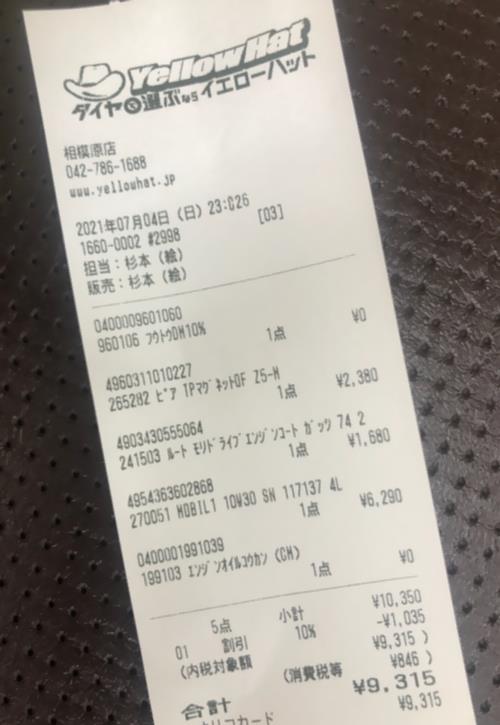 Yellow Hat
タイヤ選ぶならイエローハット
相模原店
042-786-1688
www.yellowhat.jp
2021年07月04日（日）23:026
1660-0002 #2998 [03]
担当：杉本（絵）
販売：杉本（絵）
0400009601060
960106 フウトウDM10%
1点 ¥0
4960311010227
265282 ピア TPマグネットOF Z5-M
1点 ¥2,380
4903430555064
241503 ルート モリドライブエンジンコート ガッツ 74 2
1点 ¥1,680
4954363602868
270051 MOBIL1 10W30 SN 117137 4L
1点 ¥6,290
0400001991039
199103 エンジンオイルコウカン (CM)
1点 ¥0
5点 小計 ¥10,350
01 割引 10% -¥1,035
(内税対象額 ¥9,315 )
(消費税等 ¥846 )
合計 ¥9,315
カード ¥9,315